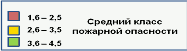 1,6 – 2,5
2,6 – 3,5
3,6 – 4,5
Средний класс
пожарной опасности